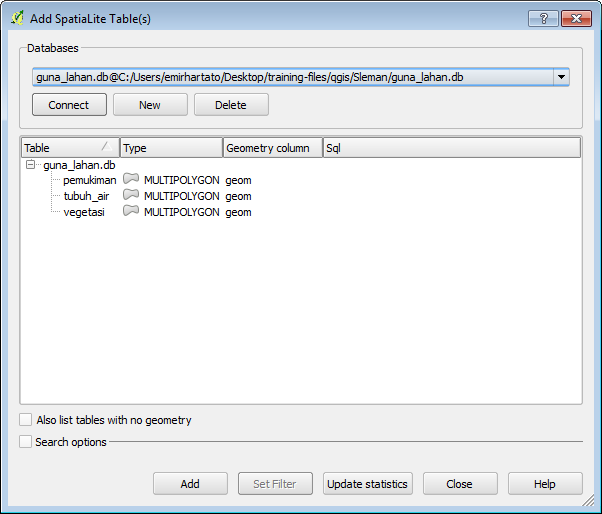 Add SpatiaLite Table(s)
Databases
guna_lahan.db@C:/Users/emirhartato/Desktop/training-files/qgis/Sleman/guna_lahan.db
Connect New Delete
Table Type Geometry column Sql
guna_lahan.db
pemukiman MULTIPOLYGON geom
tubuh_air MULTIPOLYGON geom
vegetasi MULTIPOLYGON geom
Also list tables with no geometry
Search options
Add Set Filter Update statistics Close Help